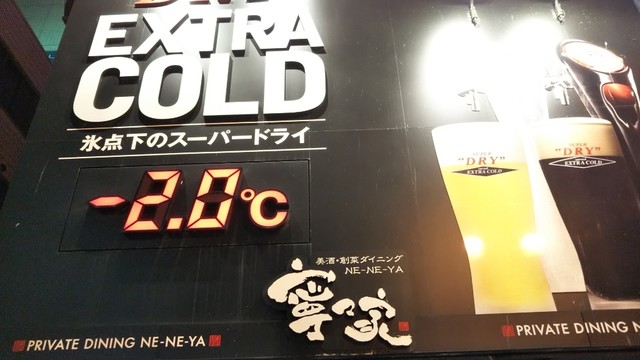 EXTRA
COLD
氷点下のスーパードライ
-2.0℃
SUPER
"DRY"
EXTRA COLD
SUPER
"DRY"
EXTRA COLD
美酒・創菜ダイニング
NE-NE-YA
寧々家
PRIVATE DINING NE-NE-YA
PRIVATE DINING N